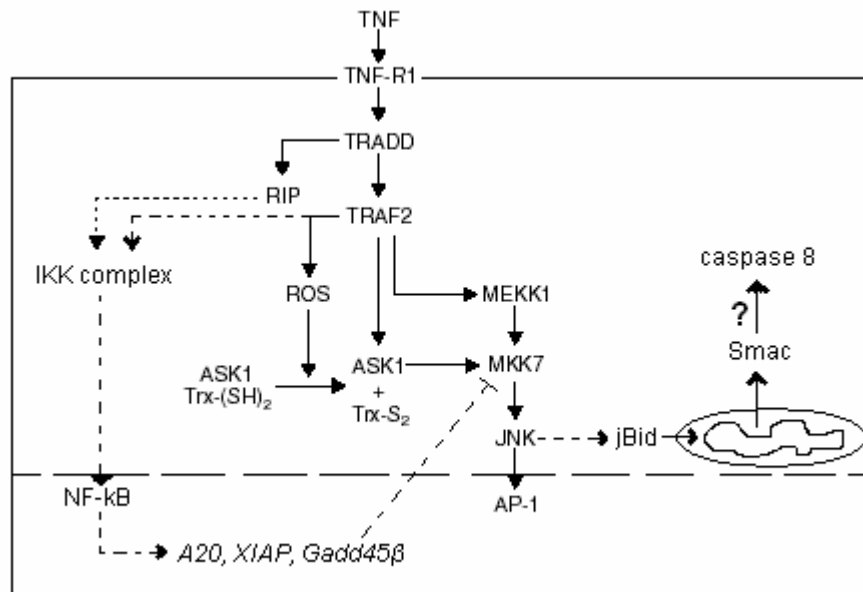 TNF
TNF-R1
TRADD
RIP
TRAF2
IKK complex
ROS
MEKK1
caspase 8
?
Smac
ASK1
Trx-(SH)₂
ASK1
+
Trx-S₂
MKK7
JNK
jBid
NF-kB
AP-1
A20, XIAP, Gadd45β